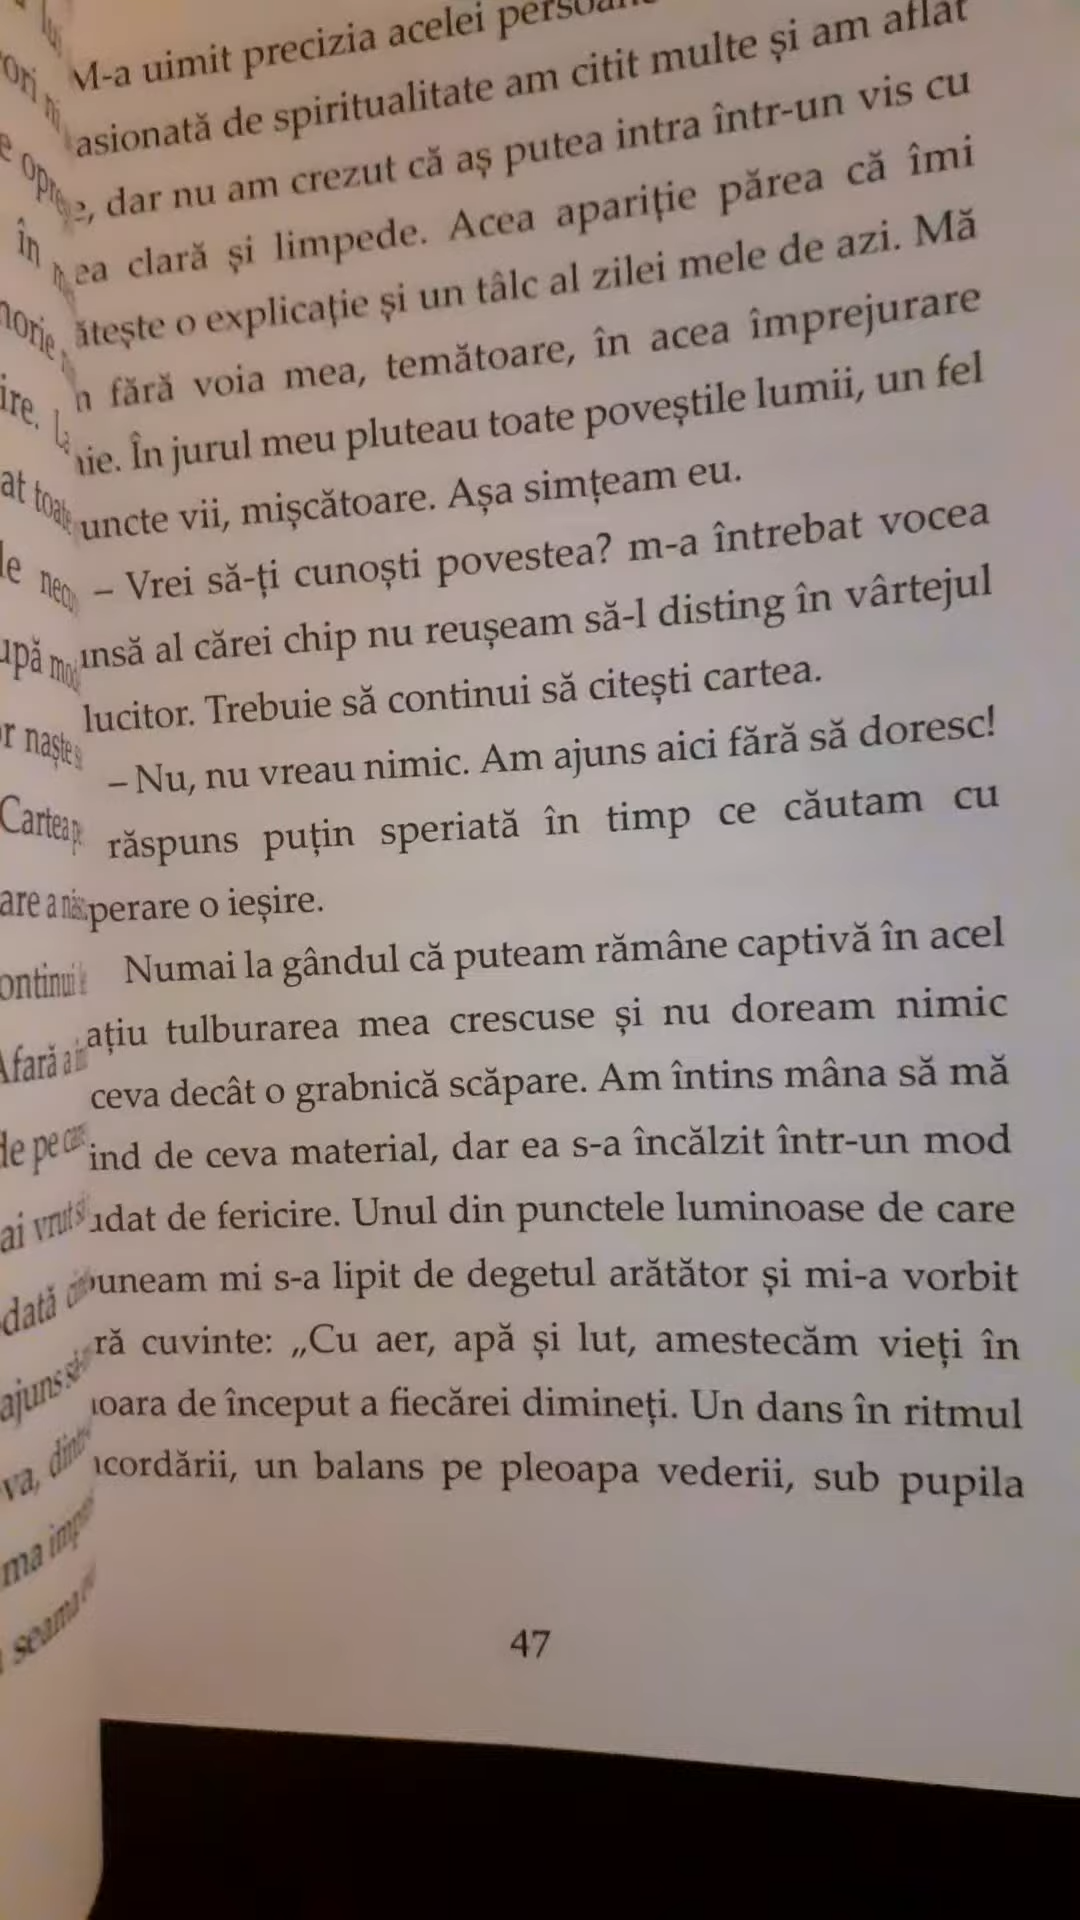 M-a uimit precizia acelei
asionată de spiritualitate am citit multe și am aflat
e, dar nu am crezut că aș putea intra într-un vis cu
ea clară și limpede. Acea apariție părea că îmi
ătește o explicație și un tâlc al zilei mele de azi. Mă
n fără voia mea, temătoare, în acea împrejurare
ie. În jurul meu pluteau toate poveștile lumii, un fel
uncte vii, mișcătoare. Așa simțeam eu.
– Vrei să-ți cunoști povestea? m-a întrebat vocea
insă al cărei chip nu reușeam să-l disting în vârtejul
lucitor. Trebuie să continui să citești cartea.
– Nu, nu vreau nimic. Am ajuns aici fără să doresc!
răspuns puțin speriată în timp ce căutam cu
perare o ieșire.
Numai la gândul că puteam rămâne captivă în acel
ațiu tulburarea mea crescuse și nu doream nimic
ceva decât o grabnică scăpare. Am întins mâna să mă
ind de ceva material, dar ea s-a încălzit într-un mod
udat de fericire. Unul din punctele luminoase de care
puneam mi s-a lipit de degetul arătător și mi-a vorbit
ră cuvinte: „Cu aer, apă și lut, amestecăm vieți în
oara de început a fiecărei dimineți. Un dans în ritmul
acordării, un balans pe pleoapa vederii, sub pupila
47